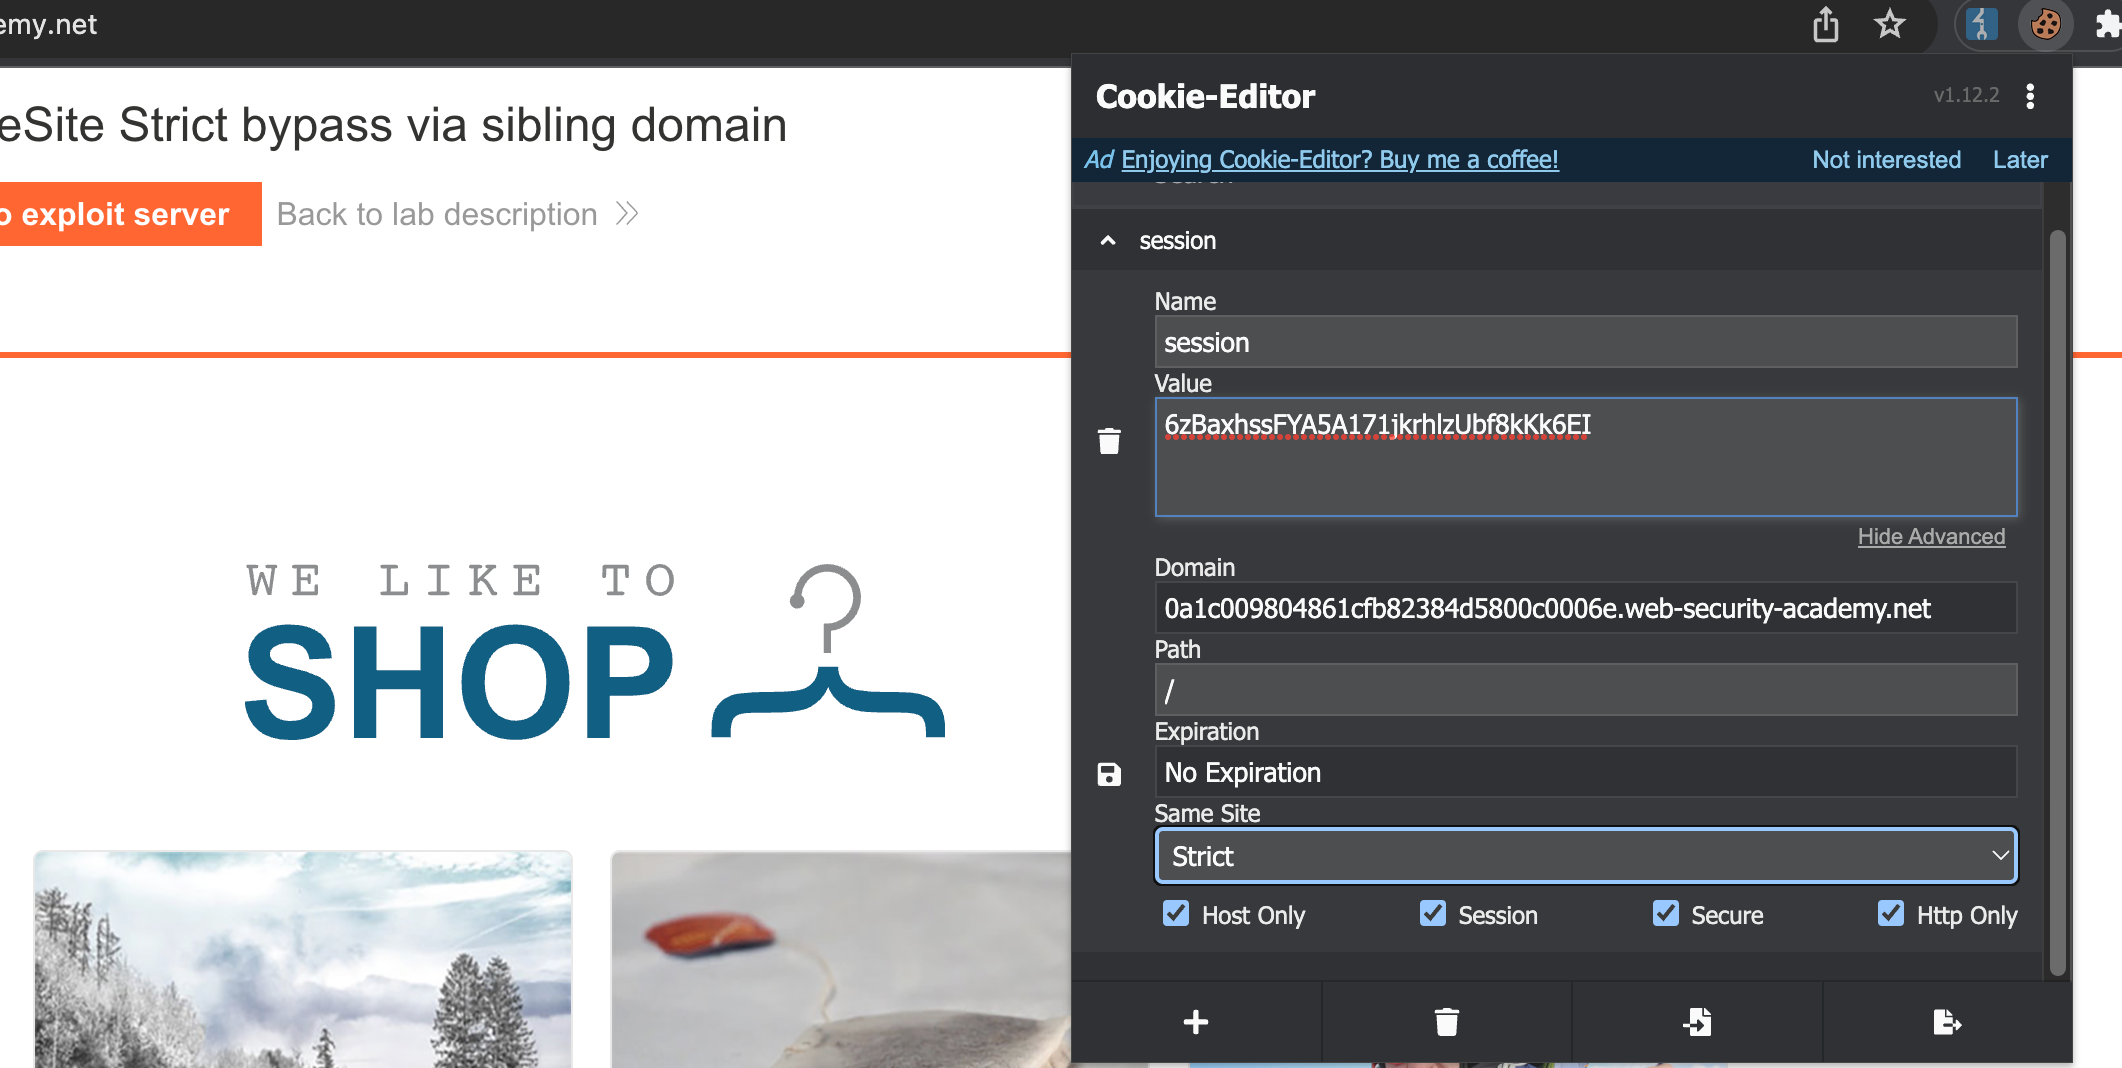 emy.net
eSite Strict bypass via sibling domain
o exploit server
Back to lab description
WE LIKE TO
SHOP
Cookie-Editor
v1.12.2
Ad Enjoying Cookie-Editor? Buy me a coffee!
Not interested
Later
session
Name
session
Value
6zBaxhssFYA5A171jkrhlzUbf8kKk6EI
Hide Advanced
Domain
0a1c009804861cfb82384d5800c0006e.web-security-academy.net
Path
/
Expiration
No Expiration
Same Site
Strict
Host Only
Session
Secure
Http Only